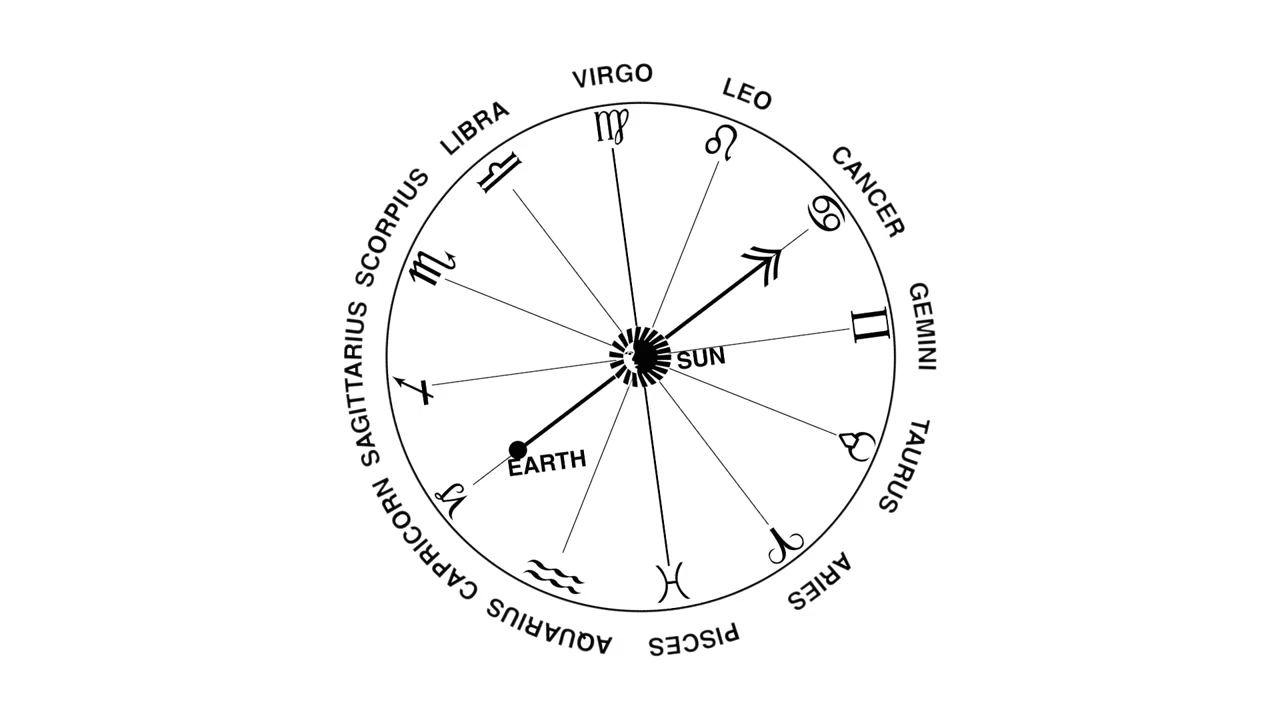 VIRGO
LEO
CANCER
GEMINI
TAURUS
ARIES
PISCES
AQUARIUS
CAPRICORN
SAGITTARIUS
SCORPIUS
LIBRA
SUN
EARTH